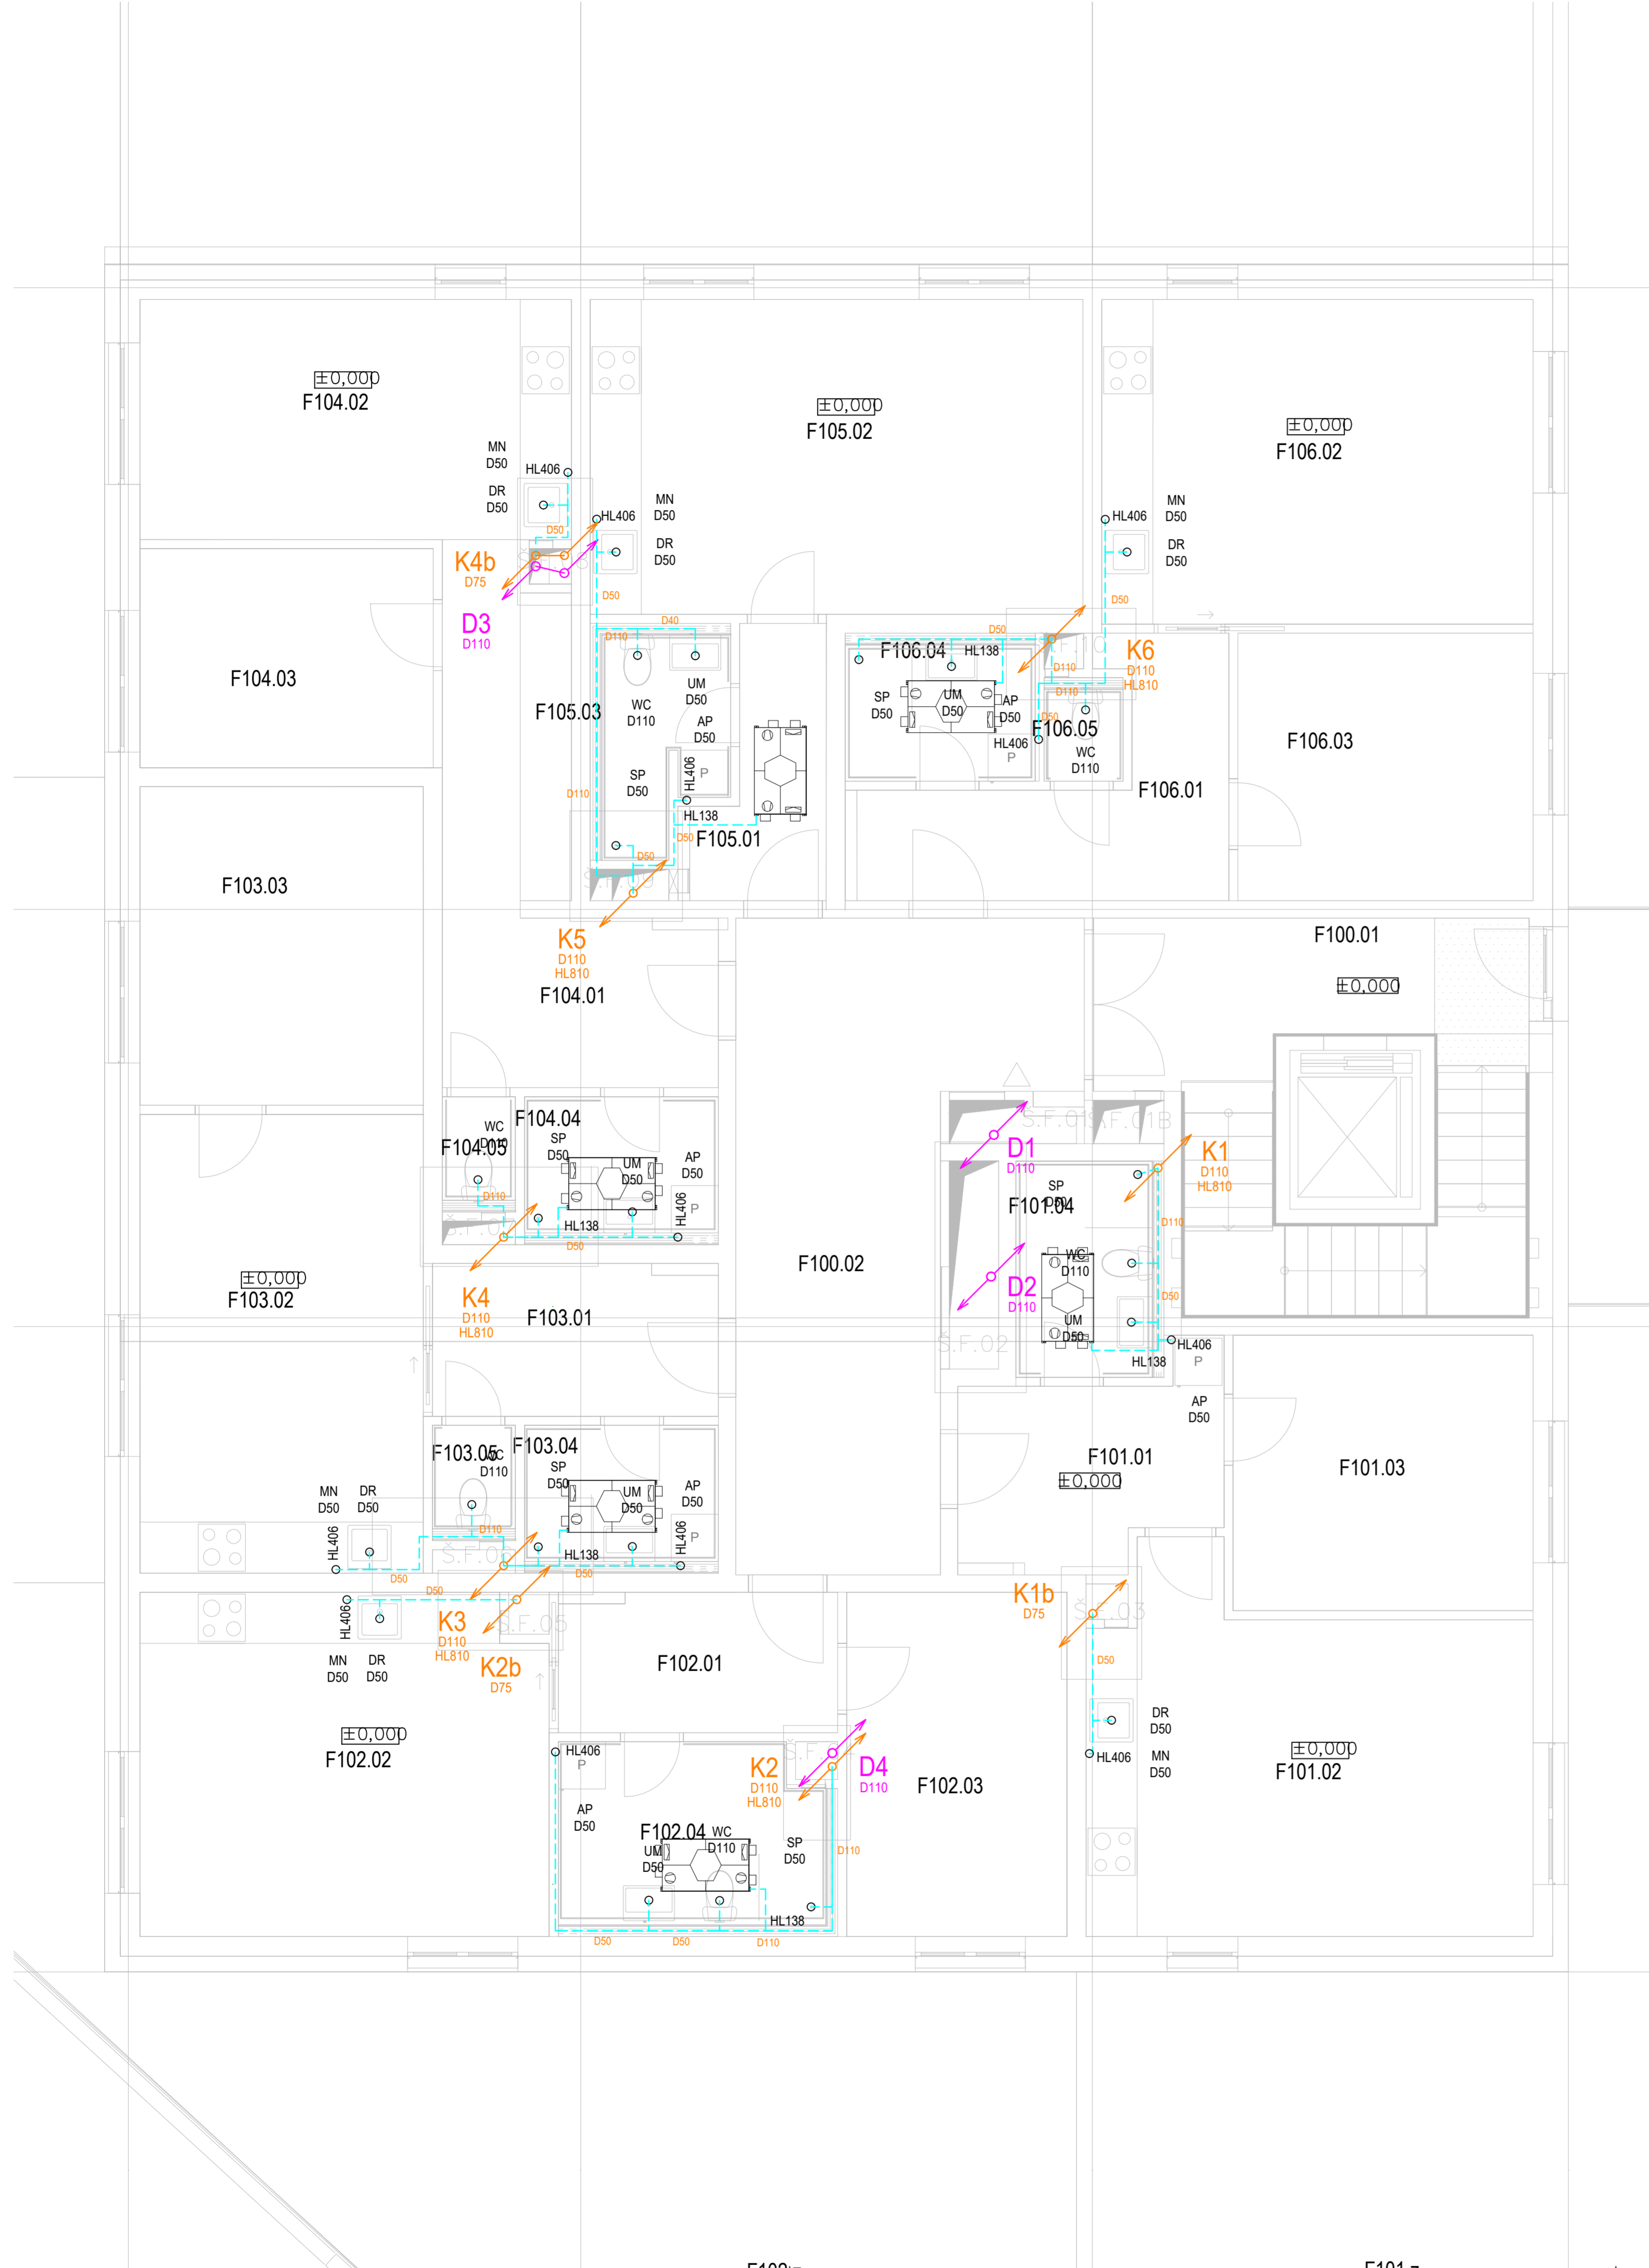 ±0,000
F104.02
±0,000
F105.02
±0,000
F106.02
MN
D50
HL406
DR
D50
D50
K4b
D75
D3
D110
HL406
MN
D50
DR
D50
D50
D40
D110
HL406
MN
D50
DR
D50
D50
F104.03
F105.03
WC
D110
UM
D50
AP
D50
SP
D50
HL406
P
HL138
F105.01
D110
D50
D50
K5
D110
HL810
D50
F106.04
HL138
SP
D50
UM
D50
AP
D50
HL406
P
D50
D110
D110
F106.05
WC
D110
K6
D110
HL810
F106.01
F106.03
F103.03
F104.01
F100.01
±0,000
F104.04
WC
D110
F104.05
SP
D50
UM
D50
AP
D50
HL406
P
HL138
D110
D50
K4
D110
HL810
D1
D110
K1
D110
HL810
SP
D50
F101.04
D110
WC
D110
D50
UM
D50
HL138
HL406
P
AP
D50
D2
D110
Š.F.02
F100.02
±0,000
F103.02
F103.01
F103.05
WC
D110
F103.04
SP
D50
UM
D50
AP
D50
HL406
P
HL138
D110
D50
MN
D50
DR
D50
HL406
D50
D50
K3
D110
HL810
HL406
MN
D50
DR
D50
K2b
D75
Š.F.05
F101.01
±0,000
F101.03
K1b
D75
D50
F102.01
±0,000
F102.02
HL406
P
AP
D50
K2
D110
HL810
D4
D110
F102.03
F102.04
WC
D110
UM
D50
SP
D50
D110
HL138
D50
D50
D110
DR
D50
HL406
MN
D50
±0,000
F101.02